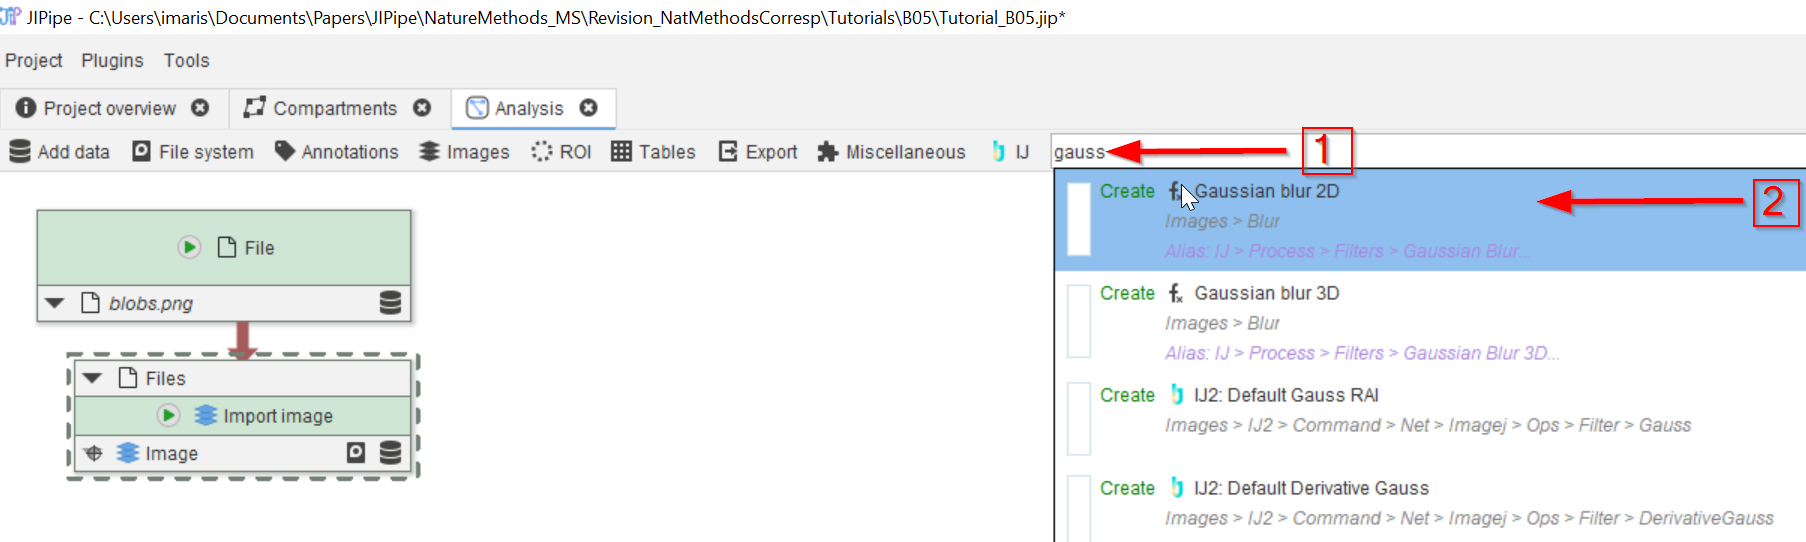 JIPipe - C:\Users\imaris\Documents\Papers\JIPipe\NatureMethods_MS\Revision_NatMethodsCorresp\Tutorials\B05\Tutorial_B05.jip*
Project Plugins Tools
Project overview Compartments Analysis
Add data File system Annotations Images ROI Tables Export Miscellaneous IJ gauss 1
Create Gaussian blur 2D 2
Images > Blur
Alias: IJ > Process > Filters > Gaussian Blur...
File
blobs.png
Create Gaussian blur 3D
Images > Blur
Alias: IJ > Process > Filters > Gaussian Blur 3D...
Files
Import image
Image
Create IJ2: Default Gauss RAI
Images > IJ2 > Command > Net > Imagej > Ops > Filter > Gauss
Create IJ2: Default Derivative Gauss
Images > IJ2 > Command > Net > Imagej > Ops > Filter > DerivativeGauss